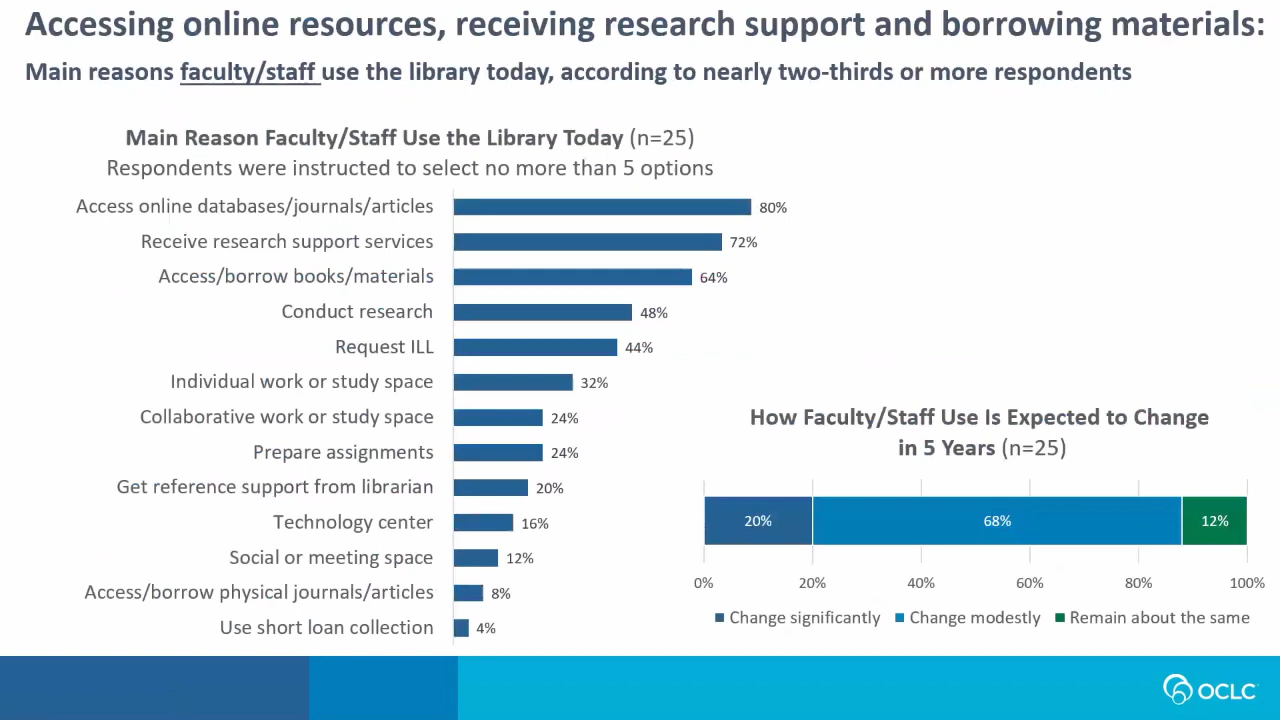 Accessing online resources, receiving research support and borrowing materials:
Main reasons faculty/staff use the library today, according to nearly two-thirds or more respondents
Main Reason Faculty/Staff Use the Library Today (n=25)
Respondents were instructed to select no more than 5 options
Access online databases/journals/articles 80%
Receive research support services 72%
Access/borrow books/materials 64%
Conduct research 48%
Request ILL 44%
Individual work or study space 32%
Collaborative work or study space 24%
Prepare assignments 24%
Get reference support from librarian 20%
Technology center 16%
Social or meeting space 12%
Access/borrow physical journals/articles 8%
Use short loan collection 4%
How Faculty/Staff Use Is Expected to Change
in 5 Years (n=25)
20% 68% 12%
0% 20% 40% 60% 80% 100%
Change significantly Change modestly Remain about the same
OCLC